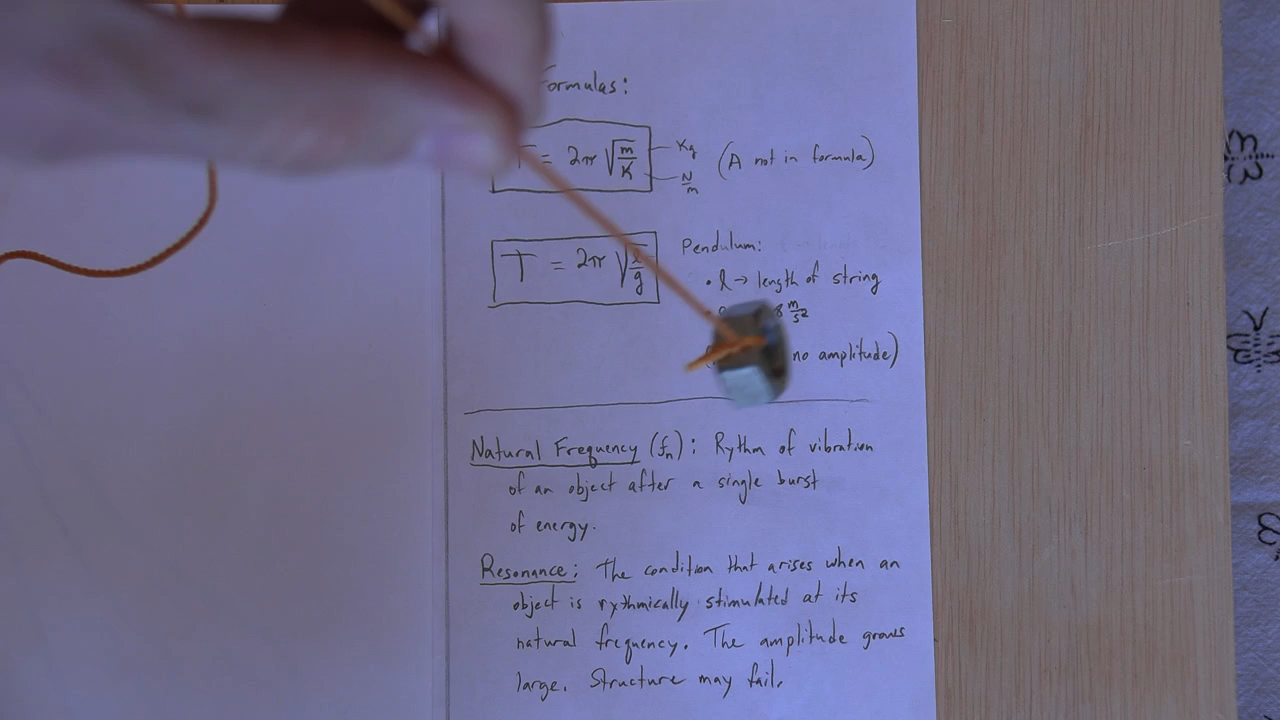 Formulas:
T = 2π √m/K Kg N/m (A not in formula)
Pendulum:
T = 2π √l/g
• l → length of string
8 m/s²
no amplitude)
Natural Frequency (fn): Rythm of vibration
of an object after a single burst
of energy.
Resonance: The condition that arises when an
object is rythmically stimulated at its
natural frequency. The amplitude grows
large. Structure may fail.